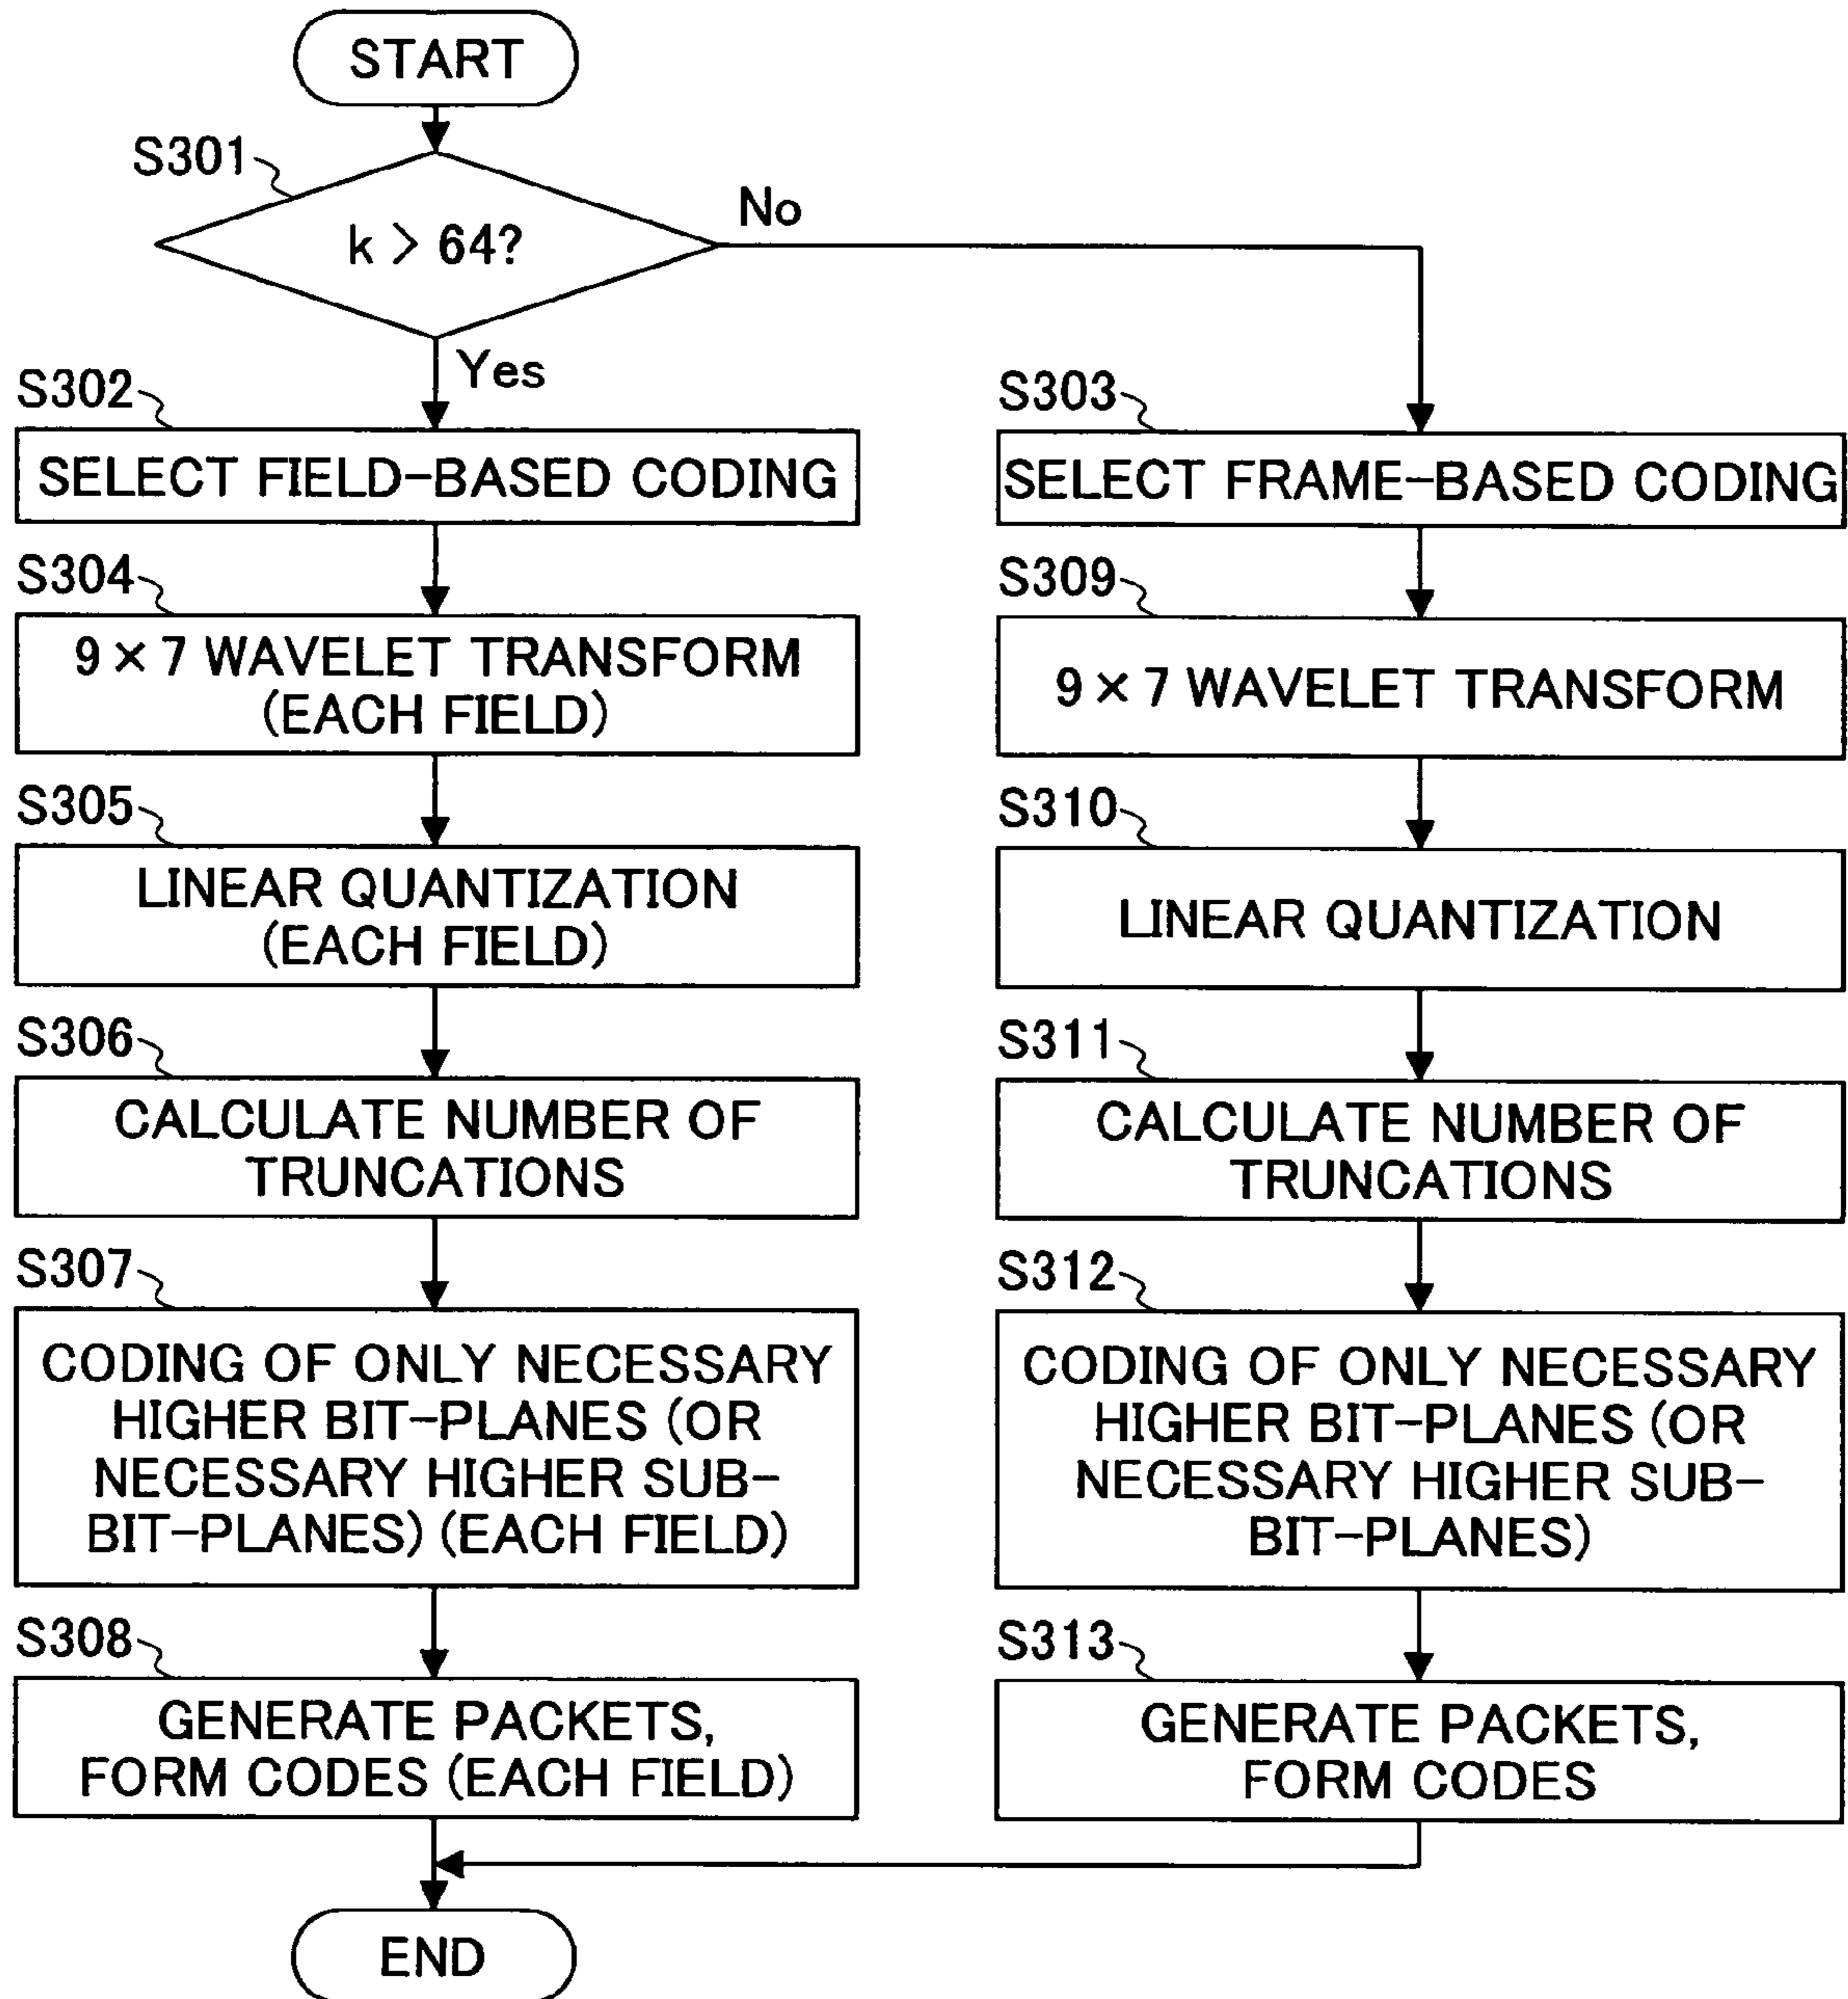 START
S301
k > 64?
No
Yes
S302
SELECT FIELD-BASED CODING
S304
9 × 7 WAVELET TRANSFORM
(EACH FIELD)
S305
LINEAR QUANTIZATION
(EACH FIELD)
S306
CALCULATE NUMBER OF
TRUNCATIONS
S307
CODING OF ONLY NECESSARY
HIGHER BIT-PLANES (OR
NECESSARY HIGHER SUB-
BIT-PLANES) (EACH FIELD)
S308
GENERATE PACKETS,
FORM CODES (EACH FIELD)
S303
SELECT FRAME-BASED CODING
S309
9 × 7 WAVELET TRANSFORM
S310
LINEAR QUANTIZATION
S311
CALCULATE NUMBER OF
TRUNCATIONS
S312
CODING OF ONLY NECESSARY
HIGHER BIT-PLANES (OR
NECESSARY HIGHER SUB-
BIT-PLANES)
S313
GENERATE PACKETS,
FORM CODES
END